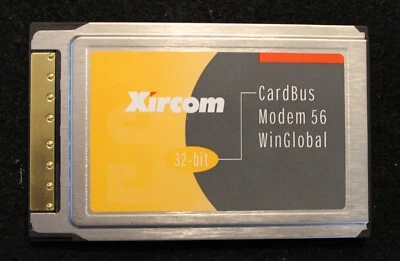 Xircom
CardBus
Modem 56
WinGlobal
32-bit